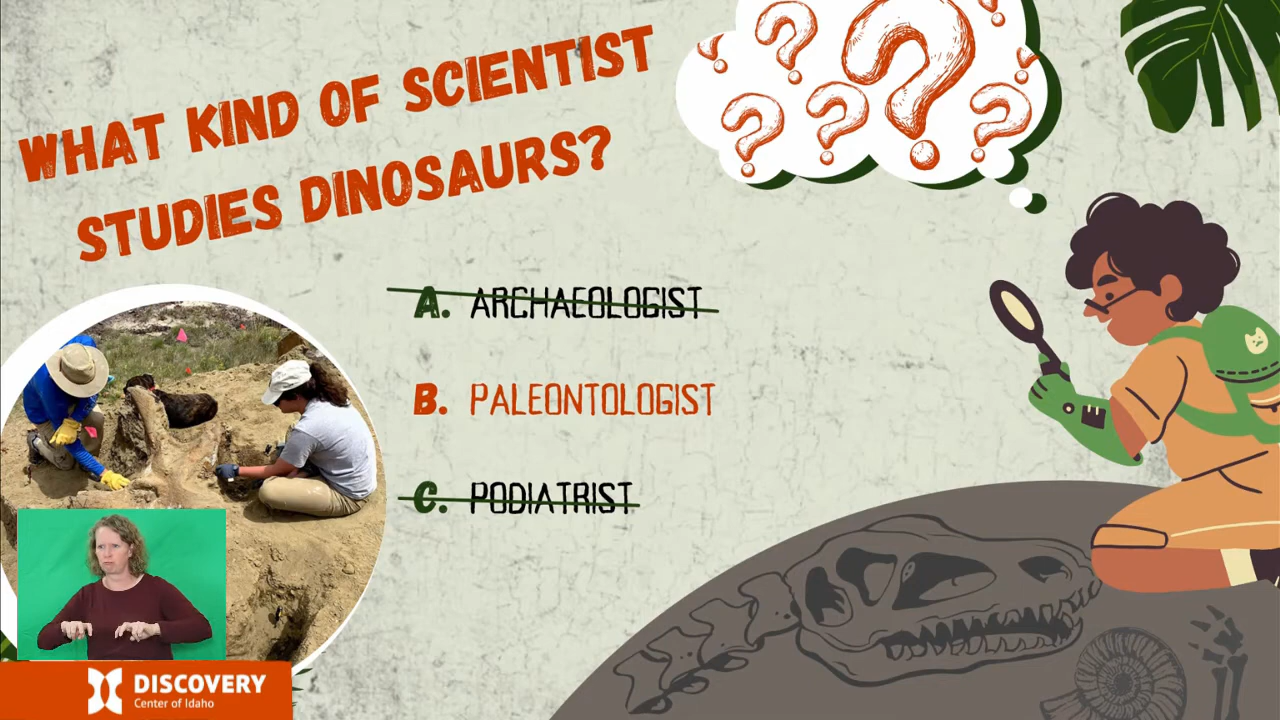 WHAT KIND OF SCIENTIST
STUDIES DINOSAURS?
A. ARCHAEOLOGIST
B. PALEONTOLOGIST
C. PODIATRIST
DISCOVERY
Center of Idaho